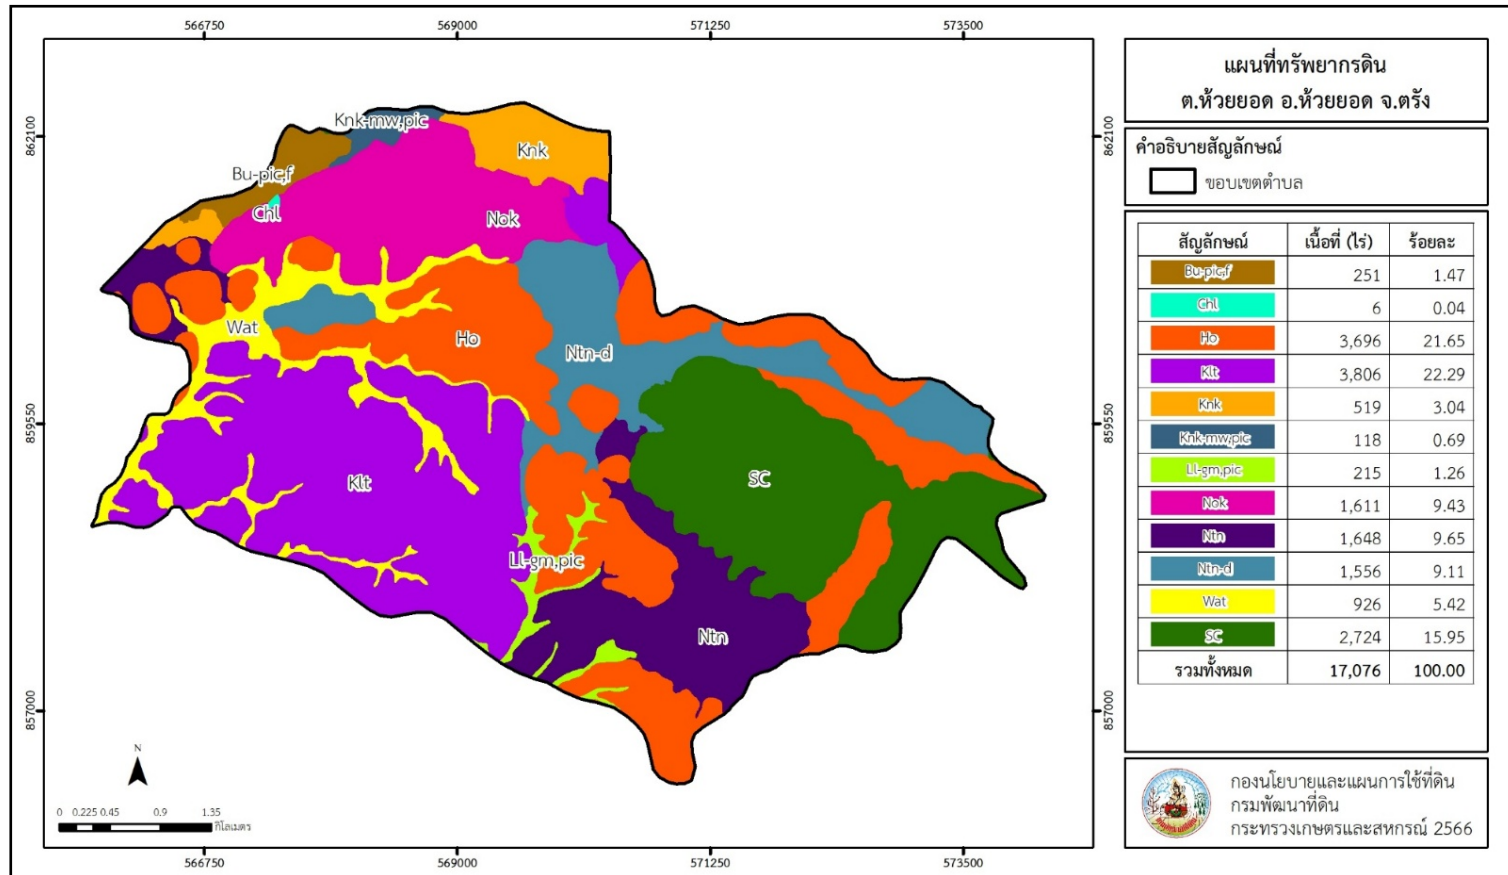 566750 569000 571250 573500
862100 862100
859550 859550
857000 857000
Knk-mw,pic
Knk
Bu-pic,f
Chl
Nok
Wat
Ho
Ntn-d
Klt
SC
Ll-gm,pic
Ntn
N
0 0.225 0.45 0.9 1.35
กิโลเมตร
566750 569000 571250 573500
แผนที่ทรัพยากรดิน
ต.ห้วยยอด อ.ห้วยยอด จ.ตรัง
คำอธิบายสัญลักษณ์
ขอบเขตตำบล
สัญลักษณ์ เนื้อที่ (ไร่) ร้อยละ
Bu-pic,f 251 1.47
Chl 6 0.04
Ho 3,696 21.65
Klt 3,806 22.29
Knk 519 3.04
Knk-mw,pic 118 0.69
Ll-gm,pic 215 1.26
Nok 1,611 9.43
Ntn 1,648 9.65
Ntn-d 1,556 9.11
Wat 926 5.42
SC 2,724 15.95
รวมทั้งหมด 17,076 100.00
กองนโยบายและแผนการใช้ที่ดิน
กรมพัฒนาที่ดิน
กระทรวงเกษตรและสหกรณ์ 2566